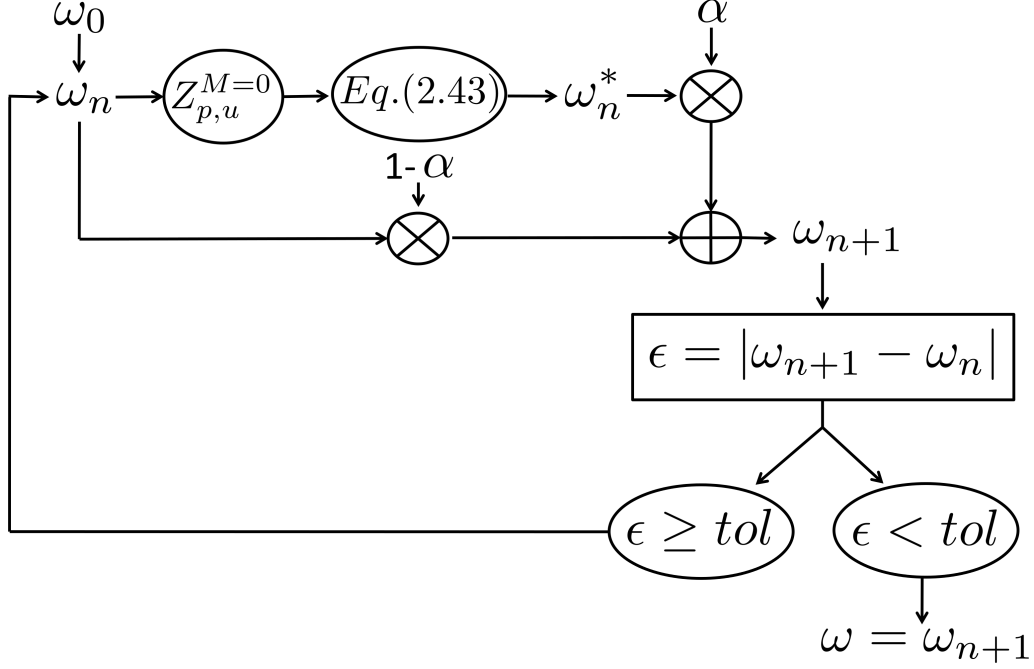 ω₀
α
ωₙ Z_{p,u}^{M=0} Eq.(2.43) ωₙ*
1-α
ωₙ₊₁
ϵ = |ωₙ₊₁ − ωₙ|
ϵ ≥ tol ϵ < tol
ω = ωₙ₊₁